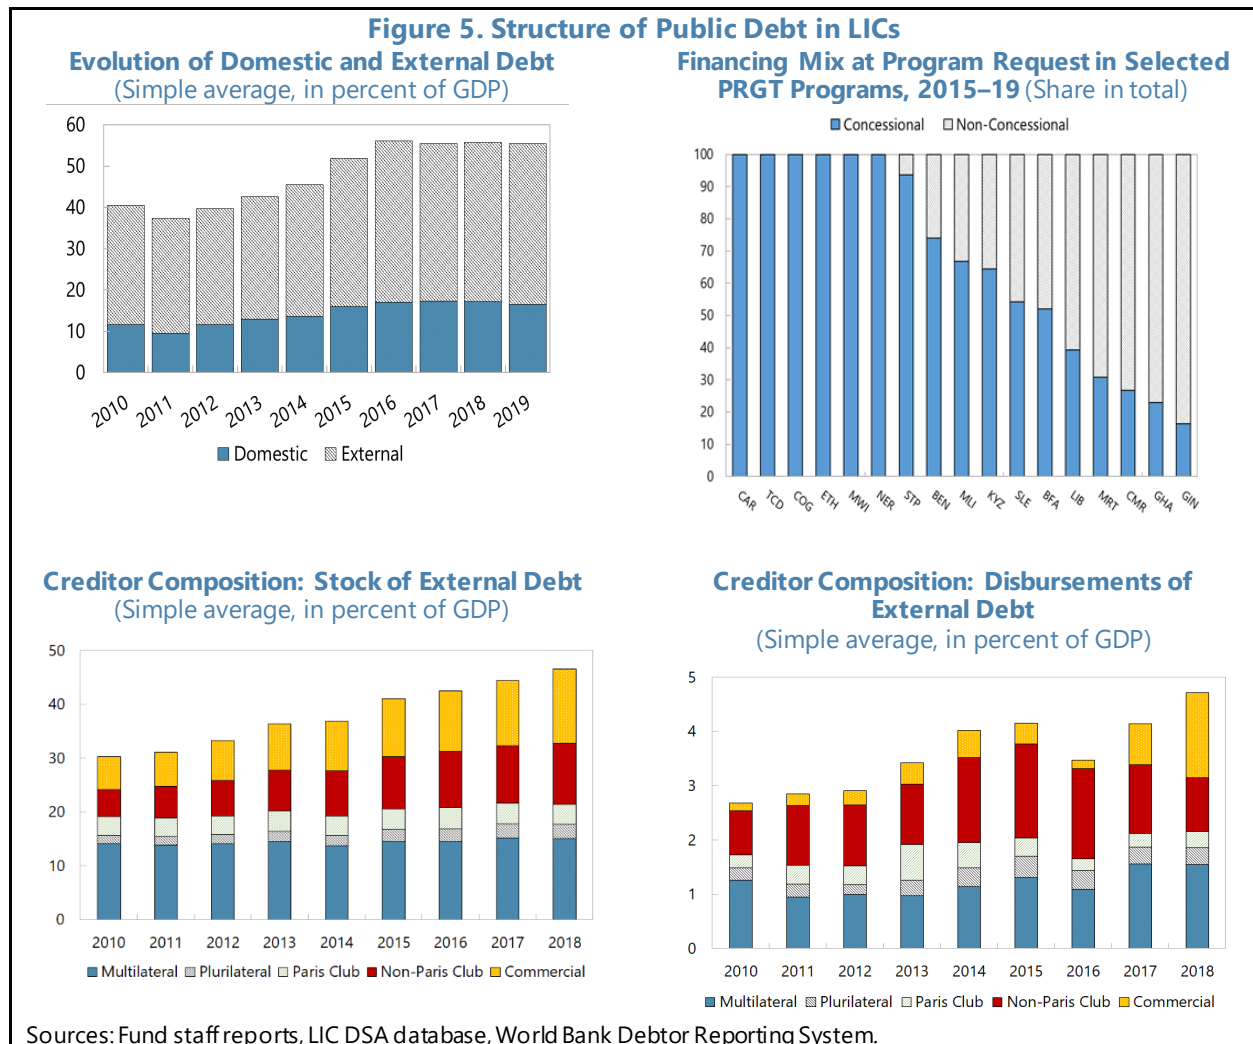 Figure 5. Structure of Public Debt in LICs
Evolution of Domestic and External Debt
(Simple average, in percent of GDP)
60
50
40
30
20
10
0
2010 2011 2012 2013 2014 2015 2016 2017 2018 2019
Domestic External
Financing Mix at Program Request in Selected
PRGT Programs, 2015–19 (Share in total)
Concessional Non-Concessional
100
90
80
70
60
50
40
30
20
10
0
CAR TCD COG ETH MWI NER STP BEN MLI KYZ SLE BFA LIB MRT CMR GHA GIN
Creditor Composition: Stock of External Debt
(Simple average, in percent of GDP)
50
40
30
20
10
0
2010 2011 2012 2013 2014 2015 2016 2017 2018
Multilateral Plurilateral Paris Club Non-Paris Club Commercial
Creditor Composition: Disbursements of
External Debt
(Simple average, in percent of GDP)
5
4
3
2
1
0
2010 2011 2012 2013 2014 2015 2016 2017 2018
Multilateral Plurilateral Paris Club Non-Paris Club Commercial
Sources: Fund staff reports, LIC DSA database, World Bank Debtor Reporting System.